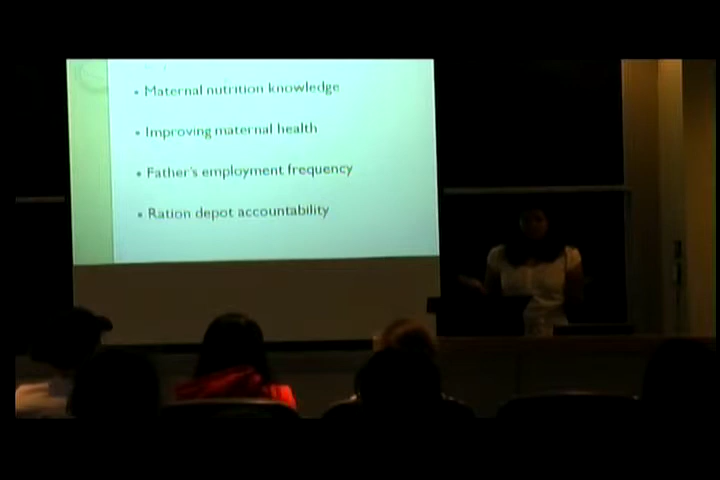 • Maternal nutrition knowledge
• Improving maternal health
• Father's employment frequency
• Ration depot accountability